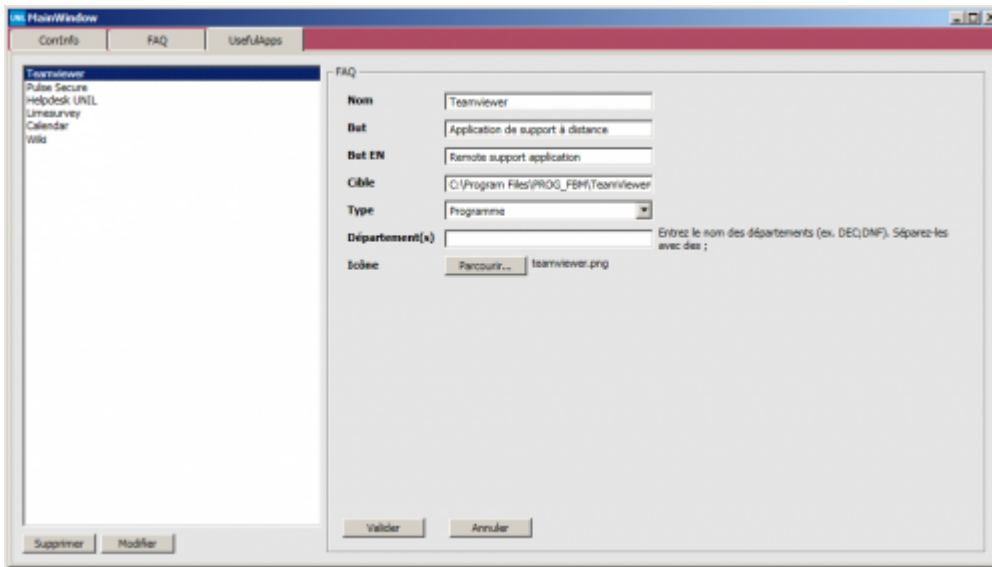 UNIL MainWindow
CorrInfo FAQ UsefulApps
Teamviewer
Pulse Secure
Helpdesk UNIL
Limesurvey
Calendar
Wiki
FAQ
Nom Teamviewer
But Application de support à distance
But EN Remote support application
Cible C:\Program Files\PROG_FBM\TeamViewer
Type Programme
Département(s) Entrez le nom des départements (ex. DEC;DNF). Séparez-les
avec des ;
Icône Parcourir... teamviewer.png
Valider Annuler
Supprimer Modifier